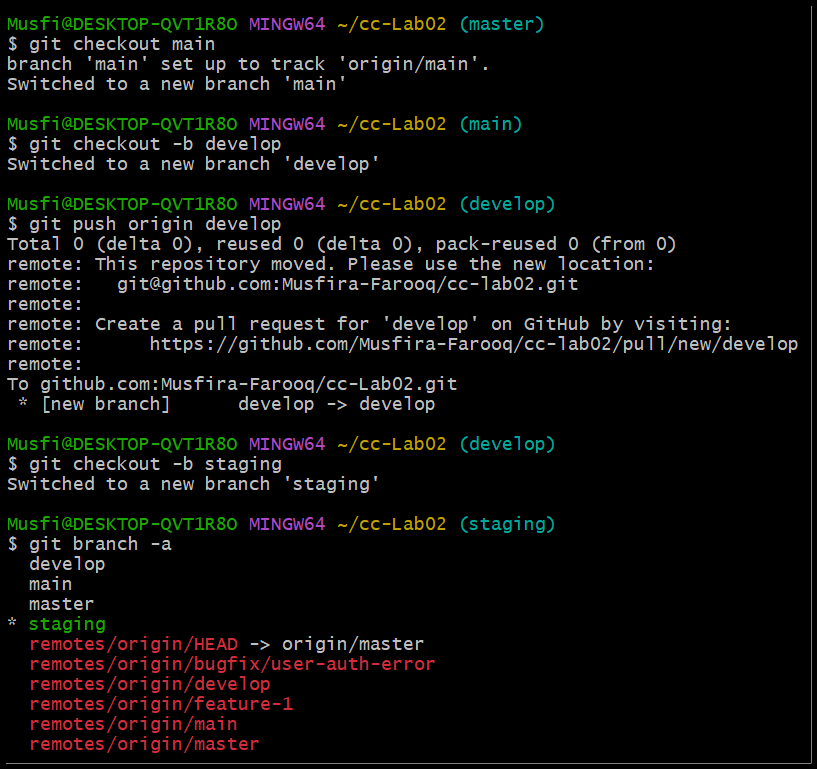 Musfi@DESKTOP-QVT1R8O MINGW64 ~/cc-Lab02 (master)
$ git checkout main
branch 'main' set up to track 'origin/main'.
Switched to a new branch 'main'
Musfi@DESKTOP-QVT1R8O MINGW64 ~/cc-Lab02 (main)
$ git checkout -b develop
Switched to a new branch 'develop'
Musfi@DESKTOP-QVT1R8O MINGW64 ~/cc-Lab02 (develop)
$ git push origin develop
Total 0 (delta 0), reused 0 (delta 0), pack-reused 0 (from 0)
remote: This repository moved. Please use the new location:
remote:   git@github.com:Musfira-Farooq/cc-lab02.git
remote:
remote: Create a pull request for 'develop' on GitHub by visiting:
remote:      https://github.com/Musfira-Farooq/cc-lab02/pull/new/develop
remote:
To github.com:Musfira-Farooq/cc-Lab02.git
 * [new branch]      develop -> develop
Musfi@DESKTOP-QVT1R8O MINGW64 ~/cc-Lab02 (develop)
$ git checkout -b staging
Switched to a new branch 'staging'
Musfi@DESKTOP-QVT1R8O MINGW64 ~/cc-Lab02 (staging)
$ git branch -a
  develop
  main
  master
* staging
  remotes/origin/HEAD -> origin/master
  remotes/origin/bugfix/user-auth-error
  remotes/origin/develop
  remotes/origin/feature-1
  remotes/origin/main
  remotes/origin/master